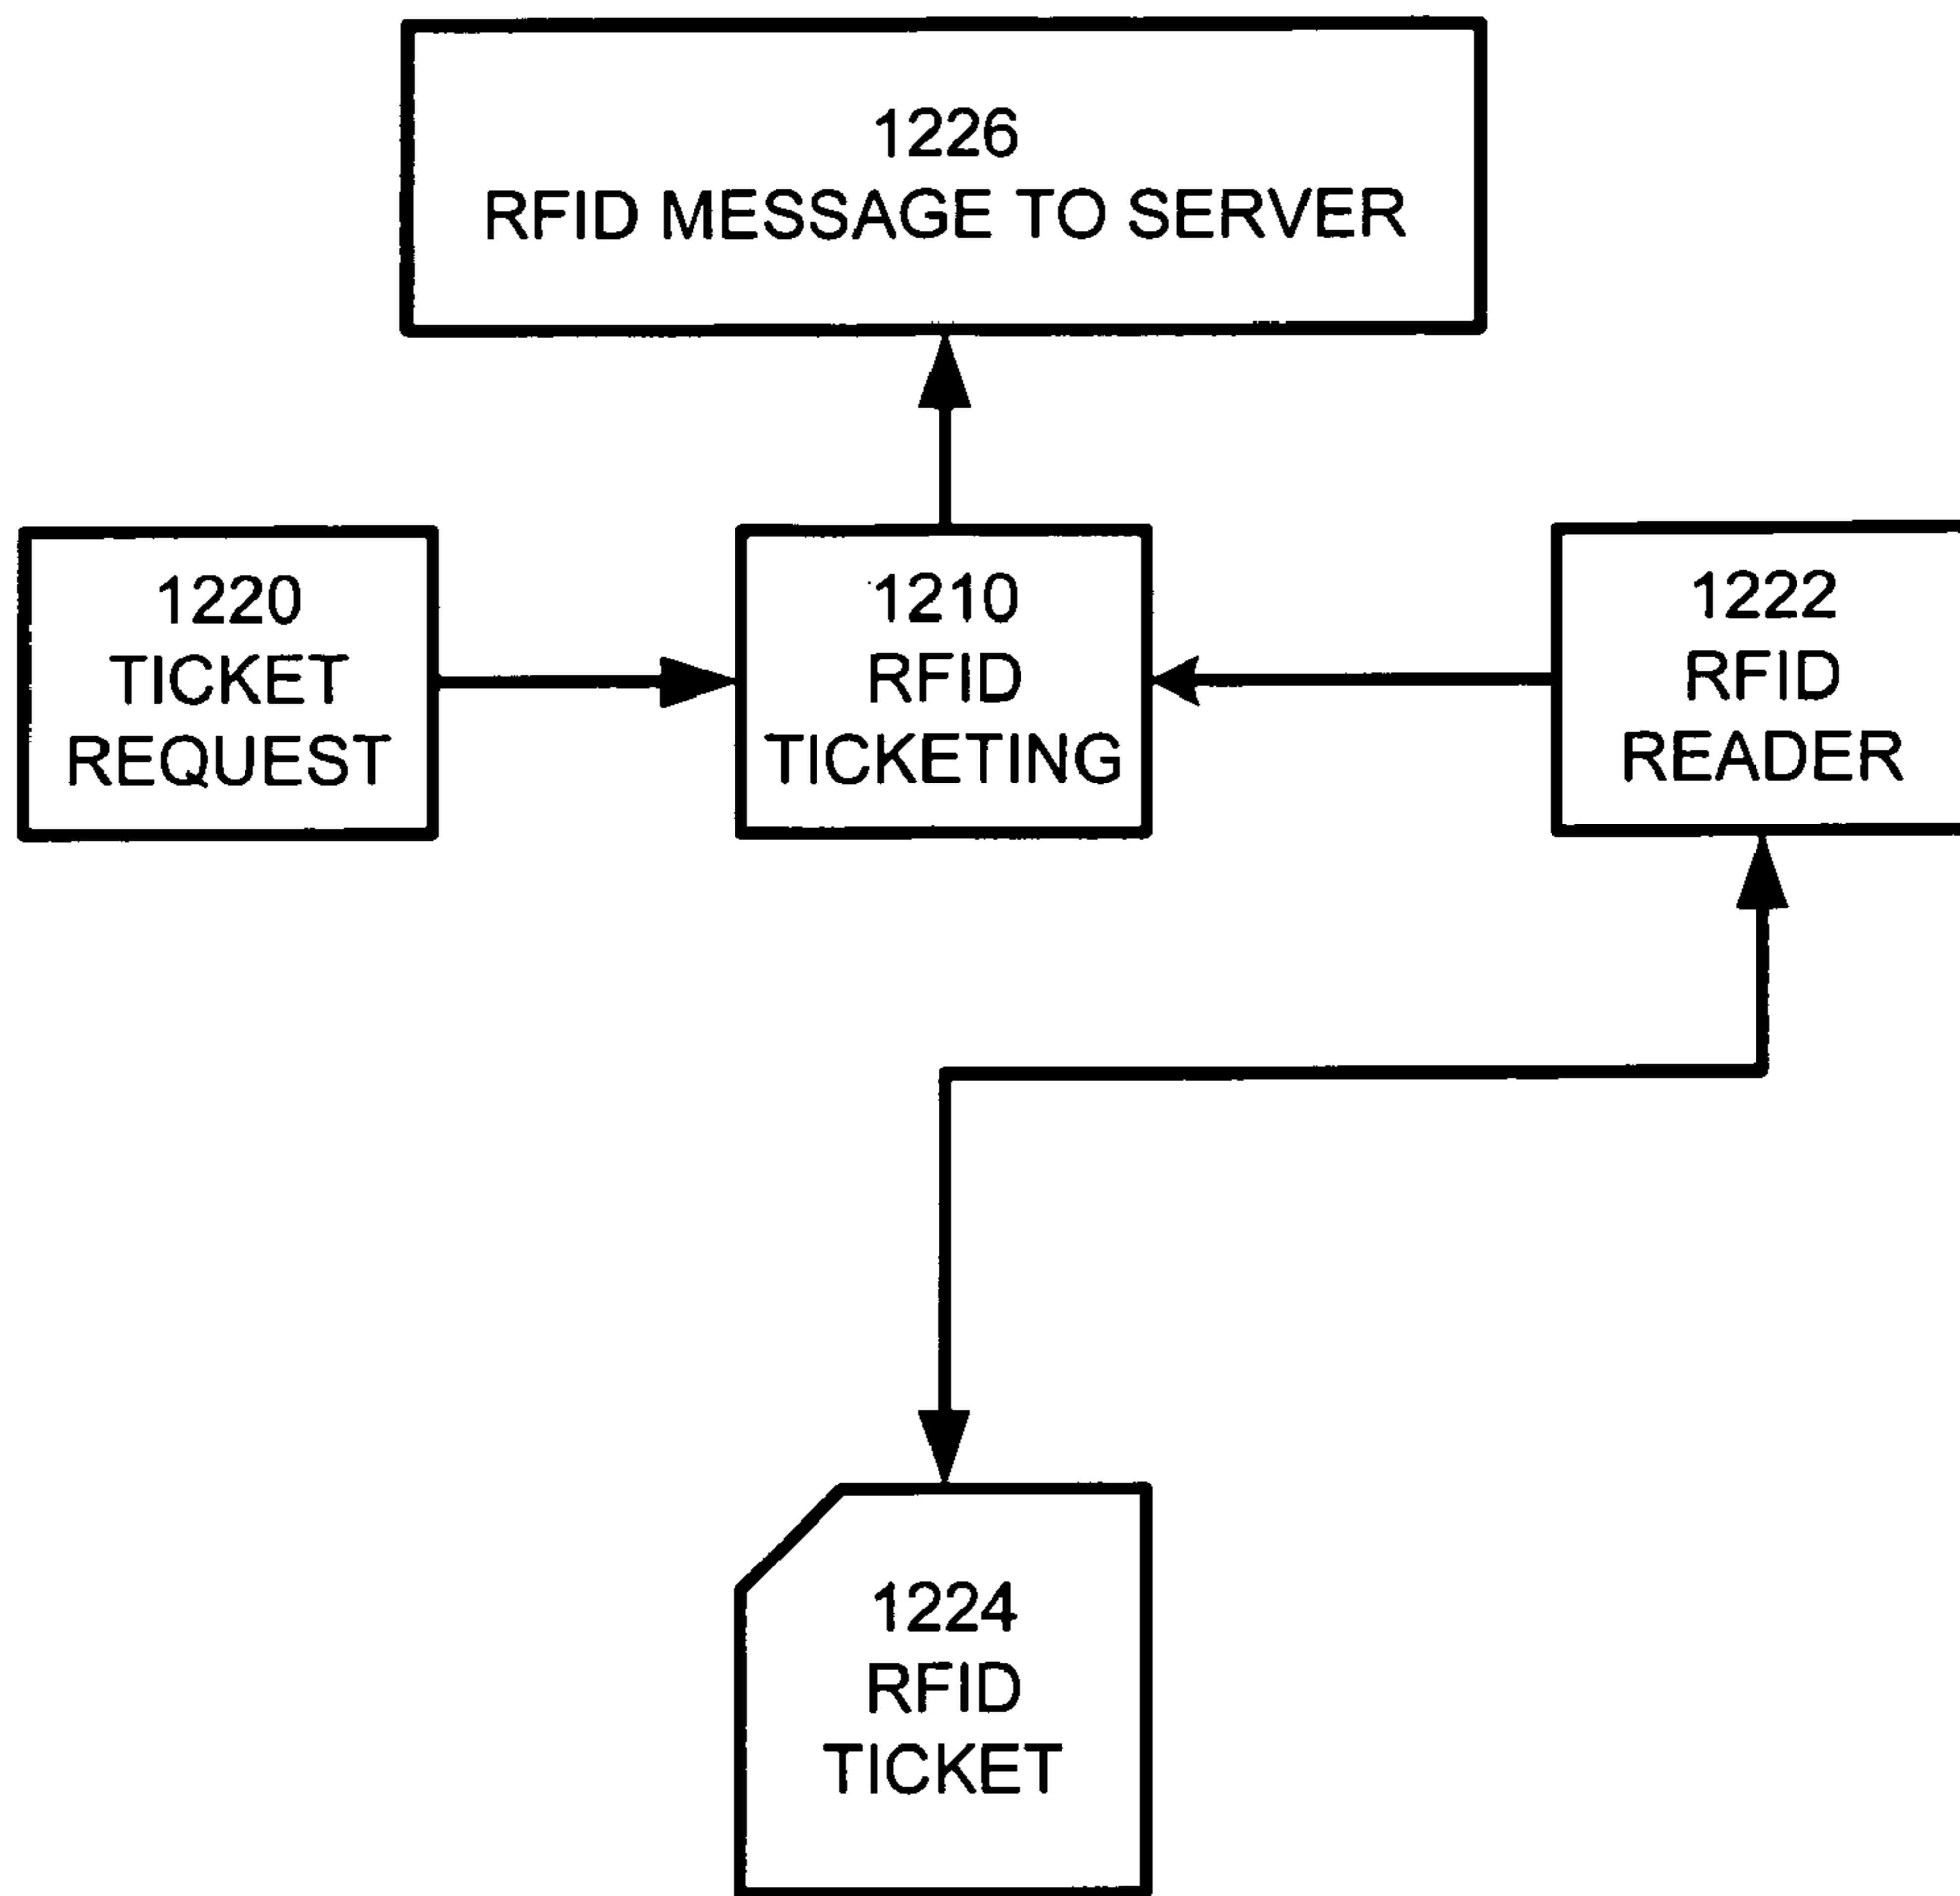 1226
RFID MESSAGE TO SERVER
1220
TICKET
REQUEST
1210
RFID
TICKETING
1222
RFID
READER
1224
RFID
TICKET